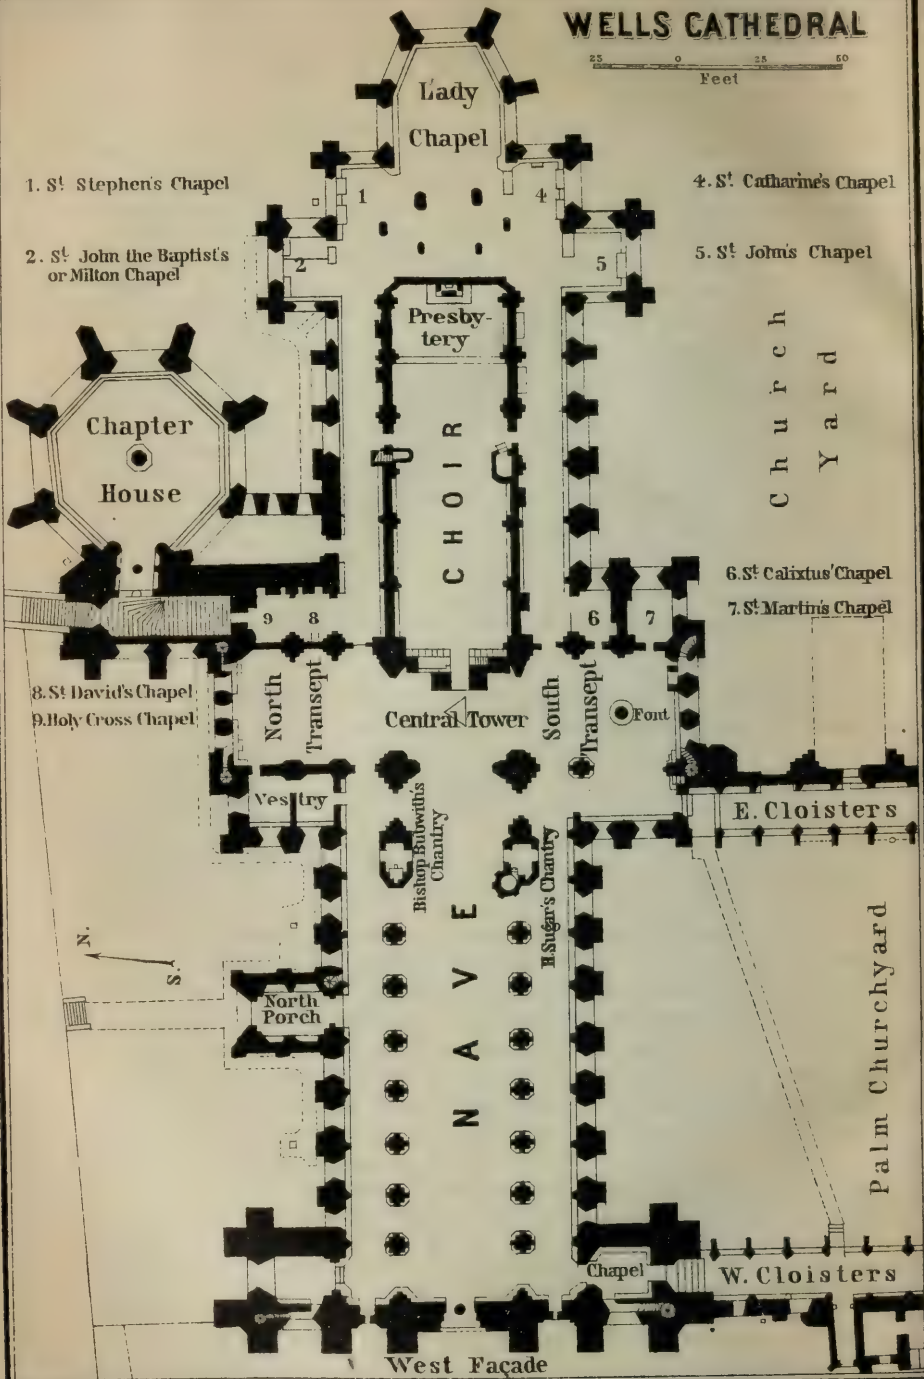 WELLS CATHEDRAL
25 0 25 50
Feet
Lady
Chapel
1. St Stephen's Chapel
4. St Catharine's Chapel
1
4
2. St John the Baptist's
or Milton Chapel
5. St John's Chapel
2
5
Presby-
tery
Church
Yard
Chapter
House
CHOIR
6. St Calixtus' Chapel
7. St Martin's Chapel
9 8
6 7
8. St David's Chapel
9. Holy Cross Chapel
North
Transept
Central Tower
South
Transept
Font
Vestry
E. Cloisters
Bishop Bubwith's
Chantry
H. Sugar's Chantry
NAVE
N.
S.
North
Porch
Palm Churchyard
Chapel
W. Cloisters
West Façade